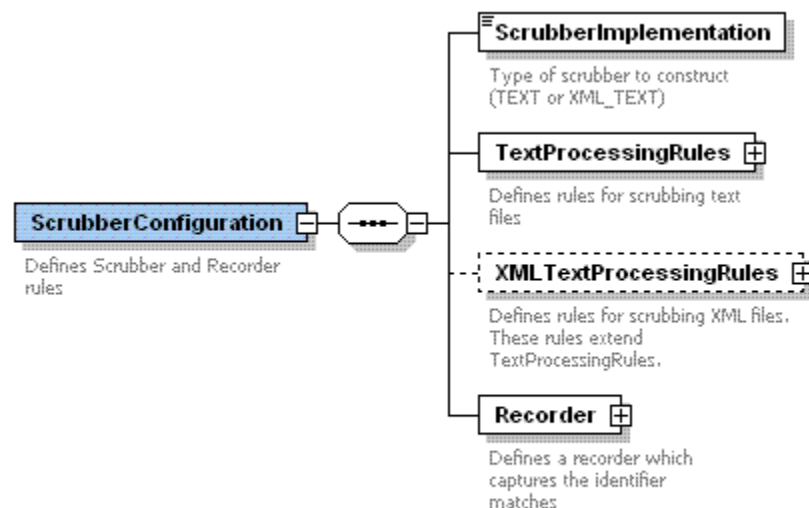 ScrubberImplementation
Type of scrubber to construct
(TEXT or XML_TEXT)
TextProcessingRules
Defines rules for scrubbing text
files
ScrubberConfiguration
Defines Scrubber and Recorder
rules
XMLTextProcessingRules
Defines rules for scrubbing XML files.
These rules extend
TextProcessingRules.
Recorder
Defines a recorder which
captures the identifier
matches